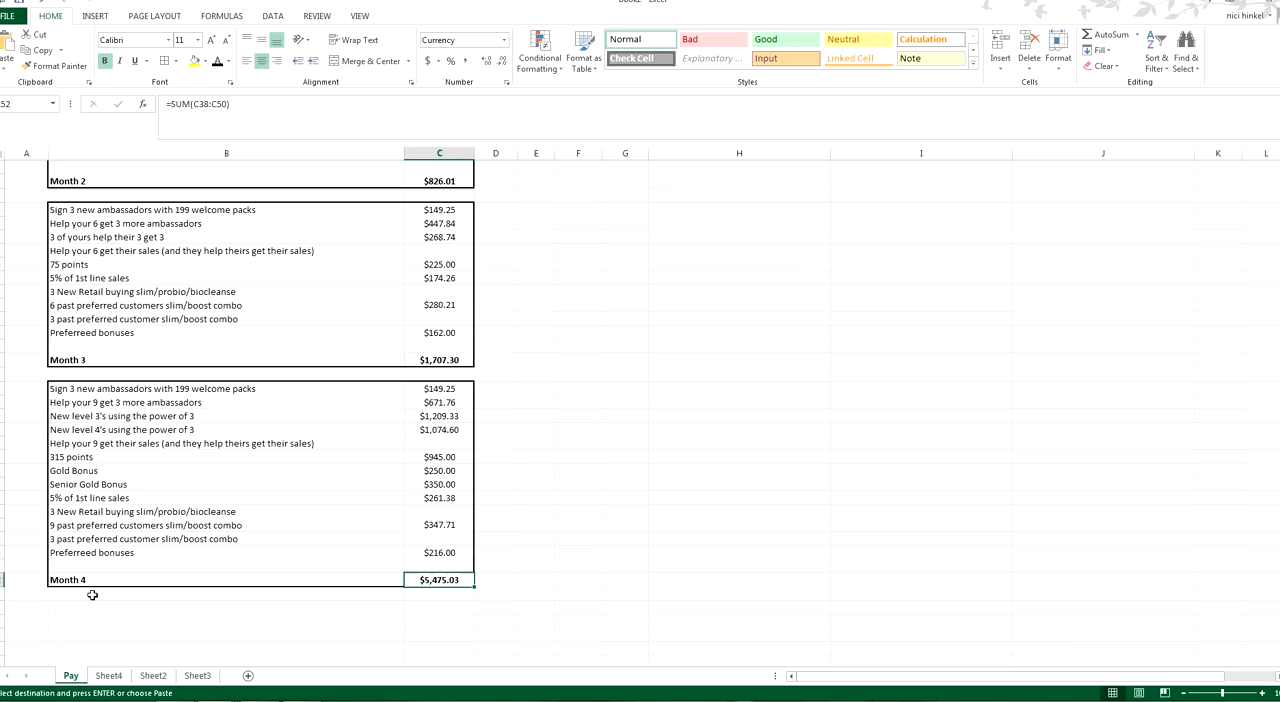 FILE HOME INSERT PAGE LAYOUT FORMULAS DATA REVIEW VIEW nici hinkel
Cut
Copy
Format Painter
Clipboard
Calibri 11
B I U
Font
Wrap Text
Merge & Center
Alignment
Currency
$ % ,
Number
Conditional Formatting
Format as Table
Normal Bad Good Neutral Calculation
Check Cell Explanatory ... Input Linked Cell Note
Styles
Insert Delete Format
Cells
AutoSum
Fill
Clear
Sort & Filter
Find & Select
Editing
52 fx =SUM(C38:C50)
A B C D E F G H I J K L
Month 2 $826.01
Sign 3 new ambassadors with 199 welcome packs $149.25
Help your 6 get 3 more ambassadors $447.84
3 of yours help their 3 get 3 $268.74
Help your 6 get their sales (and they help theirs get their sales)
75 points $225.00
5% of 1st line sales $174.26
3 New Retail buying slim/probio/biocleanse
6 past preferred customers slim/boost combo $280.21
3 past preferred customer slim/boost combo
Preferreed bonuses $162.00
Month 3 $1,707.30
Sign 3 new ambassadors with 199 welcome packs $149.25
Help your 9 get 3 more ambassadors $671.76
New level 3's using the power of 3 $1,209.33
New level 4's using the power of 3 $1,074.60
Help your 9 get their sales (and they help theirs get their sales)
315 points $945.00
Gold Bonus $250.00
Senior Gold Bonus $350.00
5% of 1st line sales $261.38
3 New Retail buying slim/probio/biocleanse
9 past preferred customers slim/boost combo $347.71
3 past preferred customer slim/boost combo
Preferreed bonuses $216.00
Month 4 $5,475.03
Pay Sheet4 Sheet2 Sheet3
lect destination and press ENTER or choose Paste